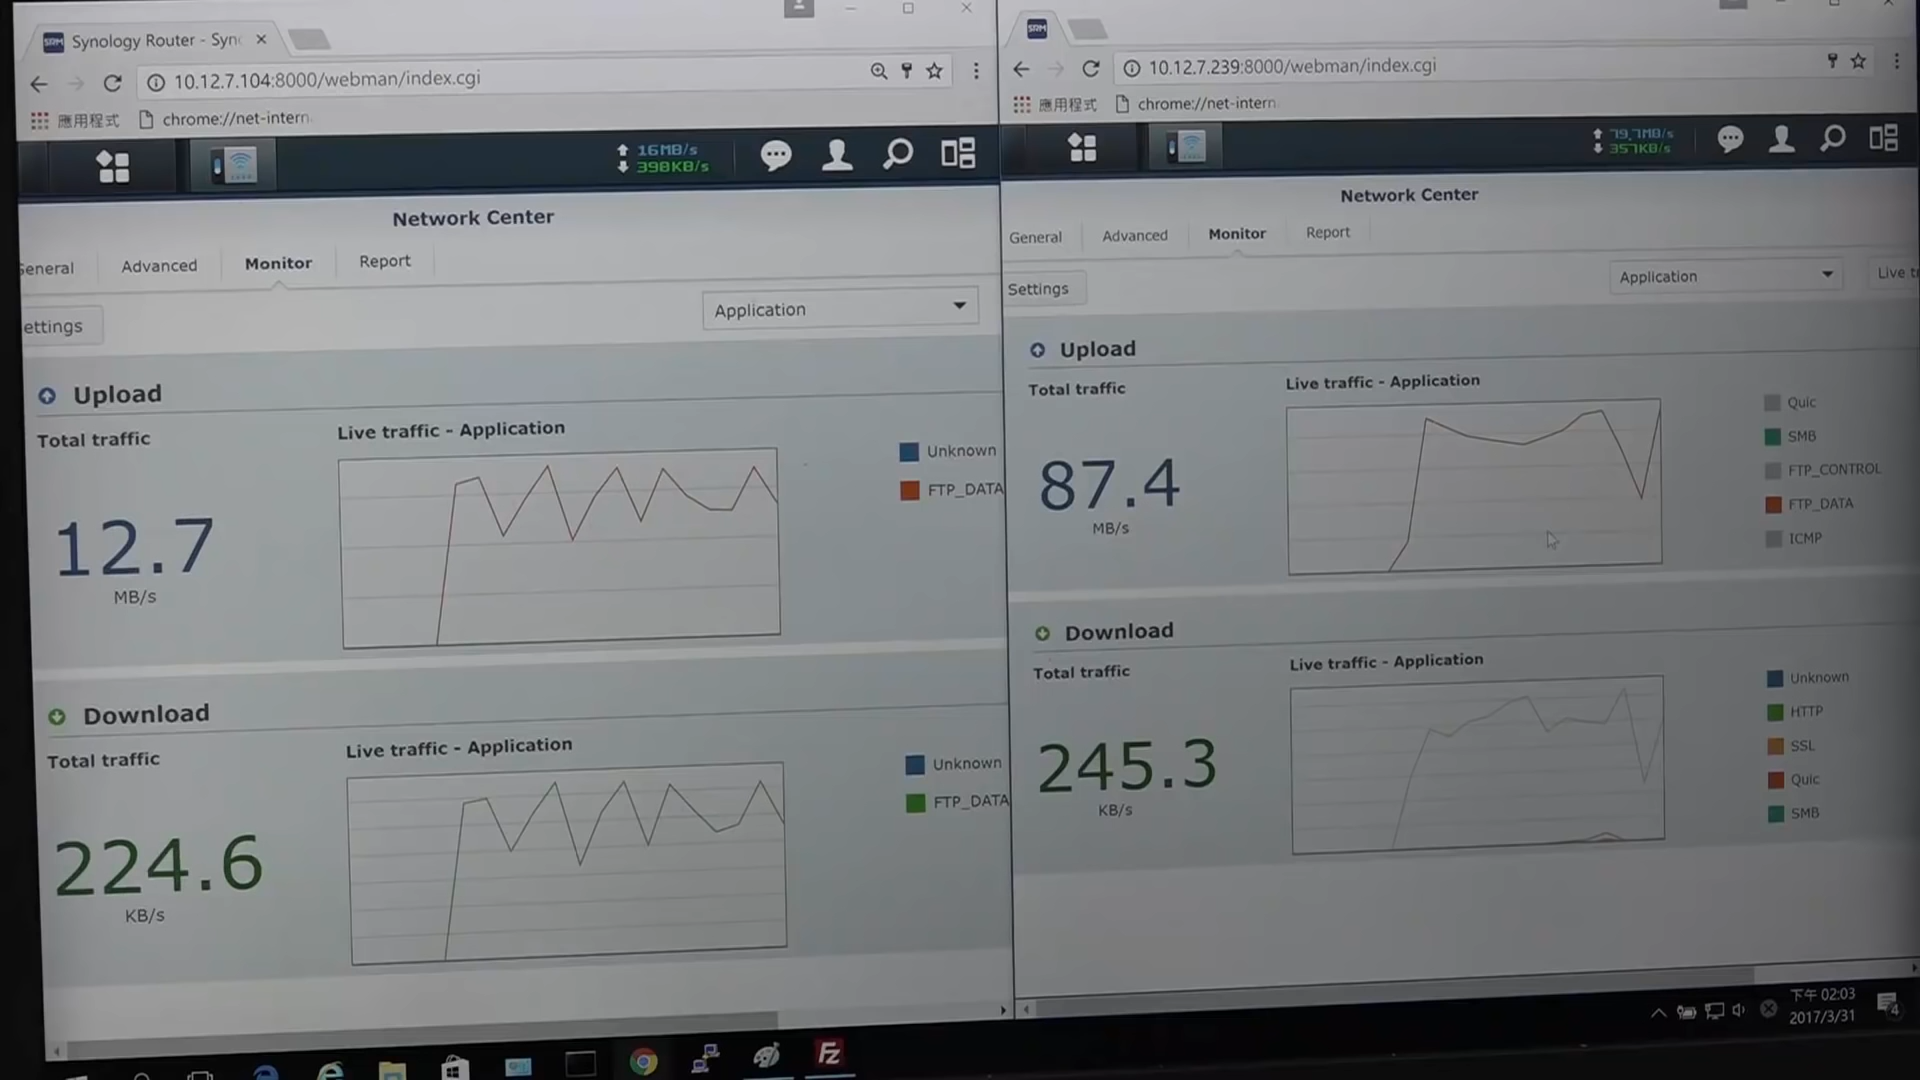 Synology Router - Syn
10.12.7.104:8000/webman/index.cgi
應用程式
chrome://net-intern
16MB/s
398KB/s
Network Center
General
Advanced
Monitor
Report
ettings
Application
Upload
Total traffic
Live traffic - Application
12.7
MB/s
Unknown
FTP_DATA
Download
Total traffic
Live traffic - Application
224.6
KB/s
Unknown
FTP_DATA
SRM
10.12.7.239:8000/webman/index.cgi
應用程式
chrome://net-intern
79.7MB/s
357KB/s
Network Center
General
Advanced
Monitor
Report
Settings
Application
Live t
Upload
Total traffic
Live traffic - Application
87.4
MB/s
Quic
SMB
FTP_CONTROL
FTP_DATA
ICMP
Download
Total traffic
Live traffic - Application
245.3
KB/s
Unknown
HTTP
SSL
Quic
SMB
下午 02:03
2017/3/31
4
Fz